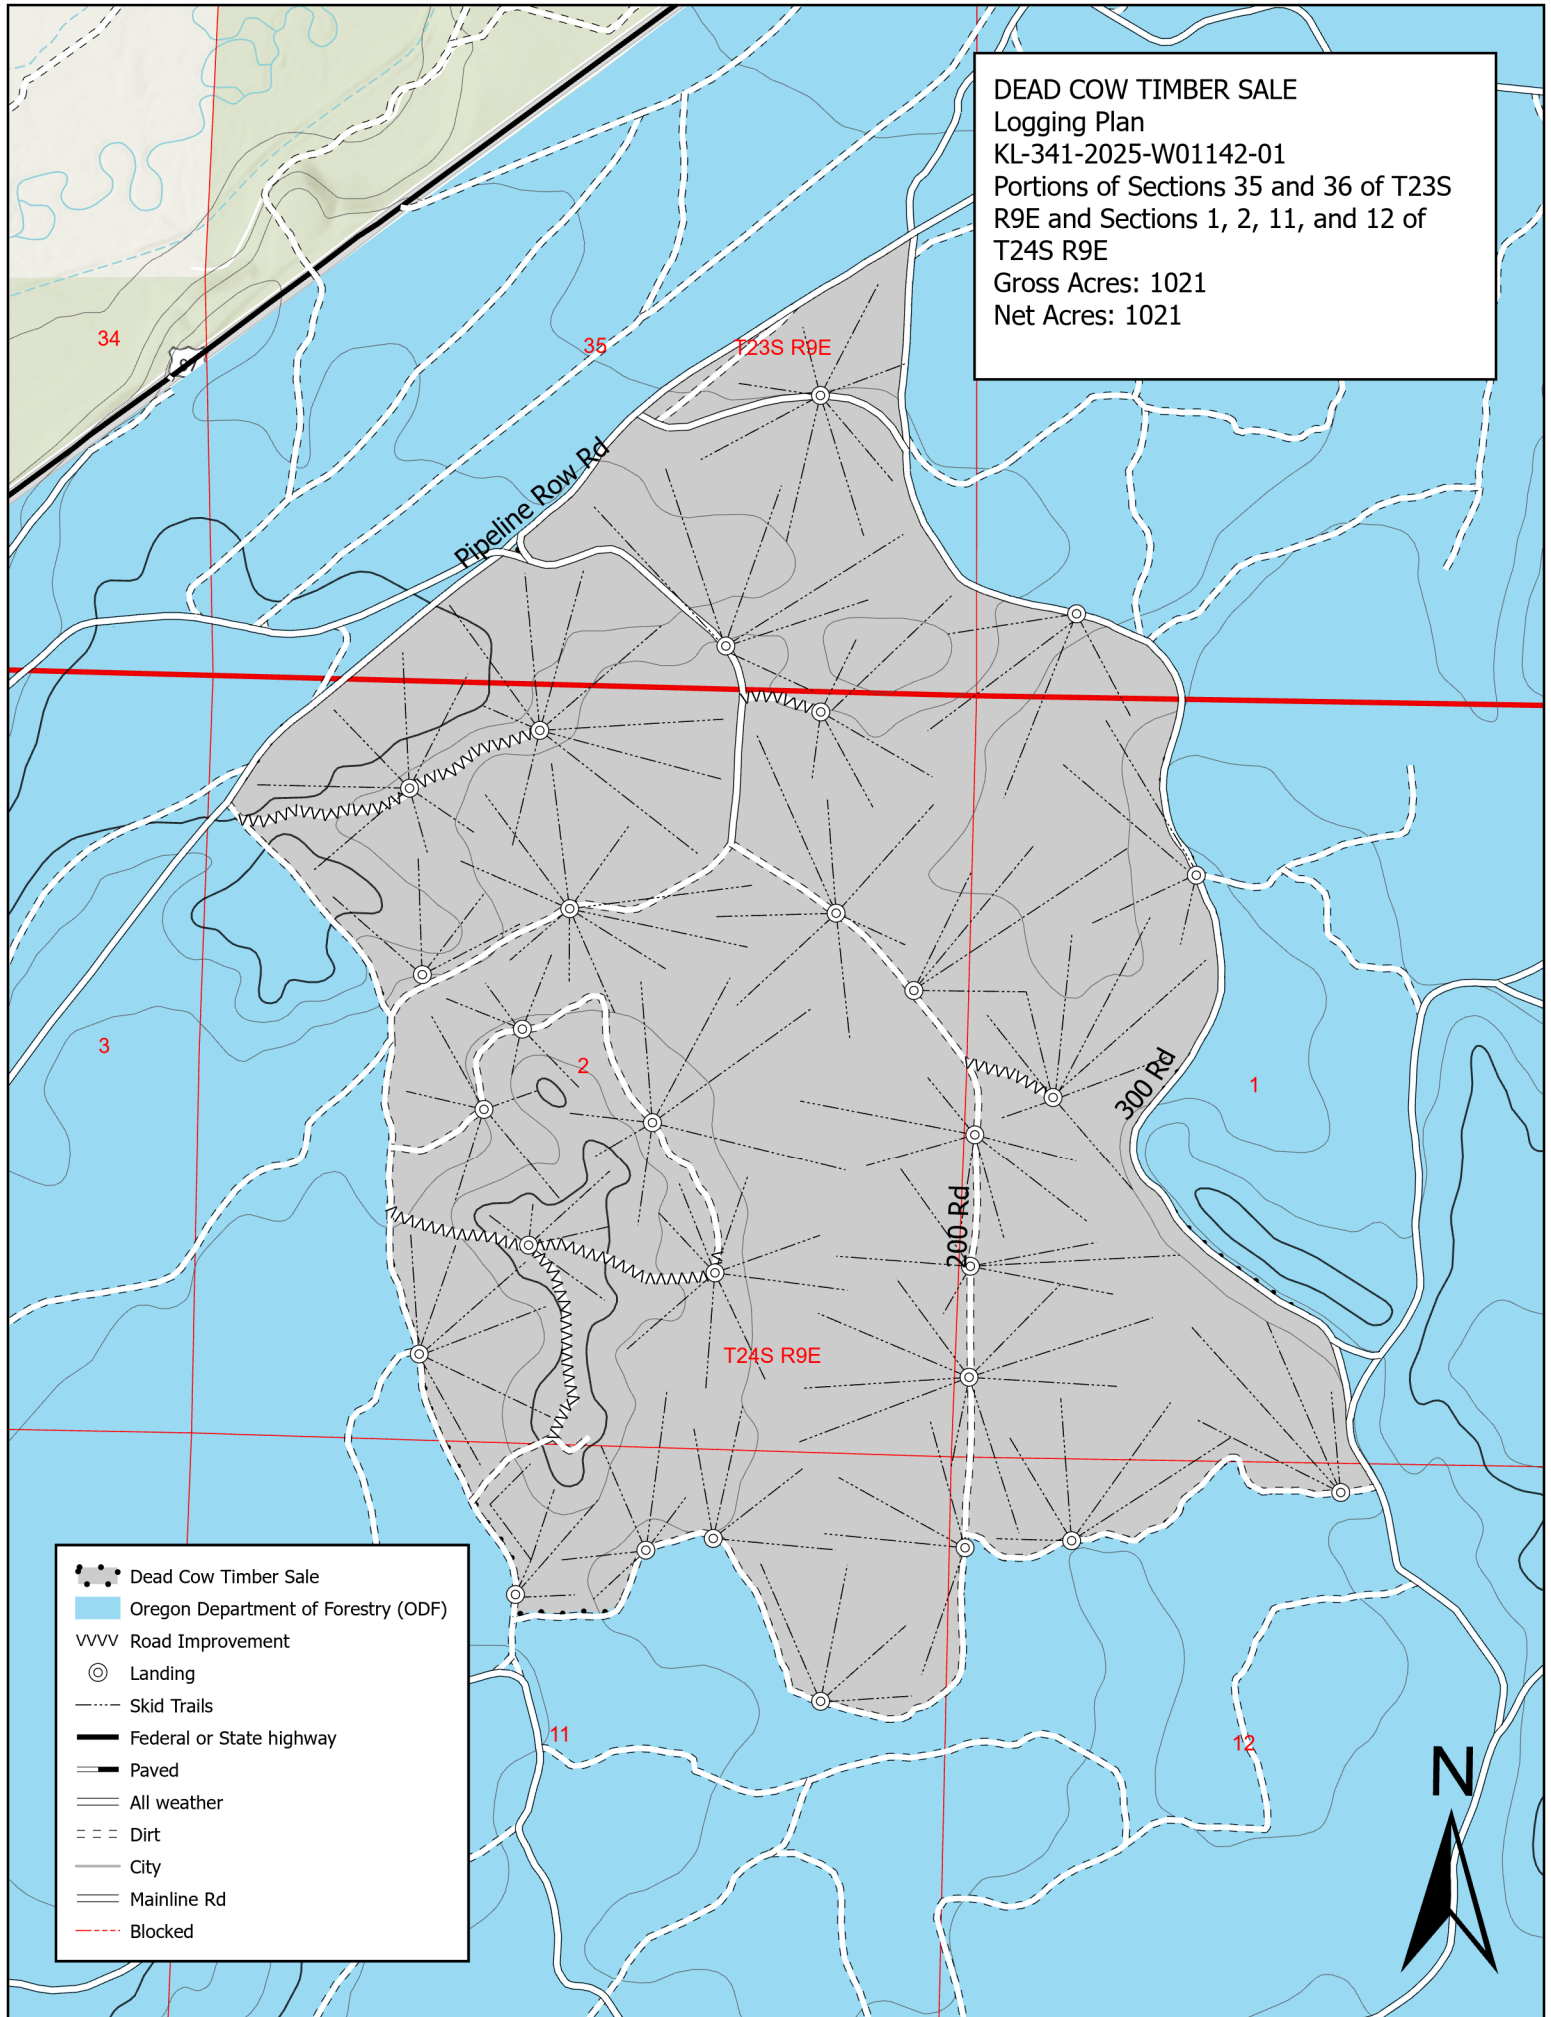 DEAD COW TIMBER SALE
Logging Plan
KL-341-2025-W01142-01
Portions of Sections 35 and 36 of T23S
R9E and Sections 1, 2, 11, and 12 of
T24S R9E
Gross Acres: 1021
Net Acres: 1021
34
35
T23S R9E
Pipeline Row Rd
3
2
300 Rd
1
200 Rd
T24S R9E
11
12
N
Dead Cow Timber Sale
Oregon Department of Forestry (ODF)
Road Improvement
Landing
Skid Trails
Federal or State highway
Paved
All weather
Dirt
City
Mainline Rd
Blocked